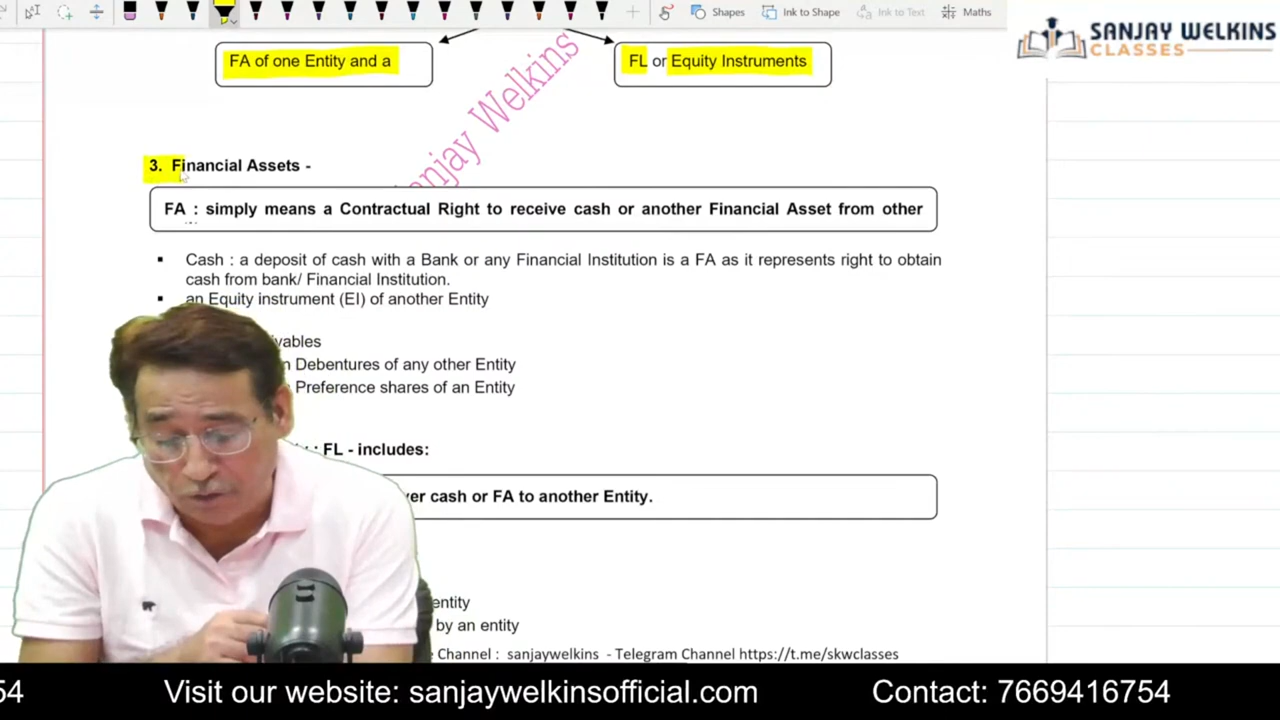 Shapes Ink to Shape Ink to Text Maths
SANJAY WELKINS
CLASSES
FA of one Entity and a
FL or Equity Instruments
Sanjay Welkins
3. Financial Assets -
FA : simply means a Contractual Right to receive cash or another Financial Asset from other
▪ Cash : a deposit of cash with a Bank or any Financial Institution is a FA as it represents right to obtain
cash from bank/ Financial Institution.
▪ an Equity instrument (EI) of another Entity
Debentures of any other Entity
Preference shares of an Entity
: FL - includes:
cash or FA to another Entity.
entity
by an entity
Channel : sanjaywelkins - Telegram Channel https://t.me/skwclasses
54 Visit our website: sanjaywelkinsofficial.com Contact: 7669416754